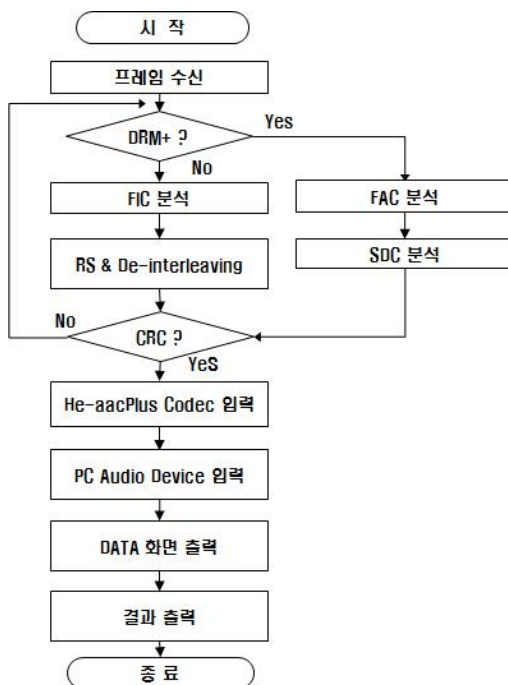 시 작
프레임 수신
DRM+ ?
Yes
No
FIC 분석
FAC 분석
RS & De-interleaving
SDC 분석
No
CRC ?
YeS
He-aacPlus Codec 입력
PC Audio Device 입력
DATA 화면 출력
결과 출력
종 료